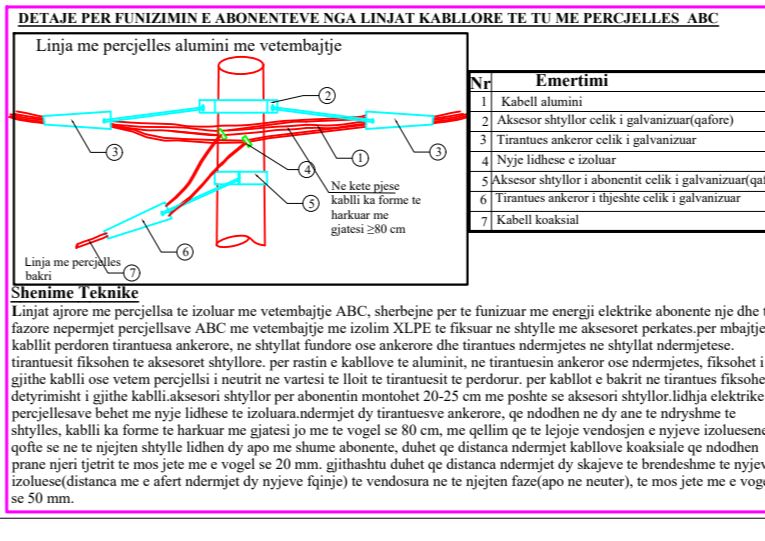 DETAJE PER FUNIZIMIN E ABONENTEVE NGA LINJAT KABLLORE TE TU ME PERCJELLES ABC
Linja me percjelles alumini me vetembajtje
2
3
1
3
4
5
6
7
Ne kete pjese
kablli ka forme te
harkuar me
gjatesi ≥80 cm
Linja me percjelles
bakri
Nr Emertimi
1 Kabell alumini
2 Aksesor shtyllor celik i galvanizuar(qafore)
3 Tirantues ankeror celik i galvanizuar
4 Nyje lidhese e izoluar
5 Aksesor shtyllor i abonentit celik i
6 Tirantues ankeror i thjeshte celik i galvanizuar
7 Kabell koaksial
Shenime Teknike
Linjat ajrore me percjellsa te izoluar me vetembajtje ABC, sherbejne per te funizuar me energji elektrike abonente nje dhe
fazore nepermjet percjellsave ABC me vetembajtje me izolim XLPE te fiksuar ne shtylle me aksesoret perkates.per mbajtje
kabllit perdoren tirantuesa ankerore, ne shtyllat fundore ose ankerore dhe tirantues ndermjetes ne shtyllat ndermjetese.
tirantuesit fiksohen te aksesoret shtyllore. per rastin e kabllove te aluminit, ne tirantuesin ankeror ose ndermjetes, fiksohet i
gjithe kablli ose vetem percjellsi i neutrit ne vartesi te lloit te tirantuesit te perdorur. per kabllot e bakrit ne tirantues
detyrimisht i gjithe kablli.aksesori shtyllor per abonentin montohet 20-25 cm me poshte se aksesori shtyllor.lidhja elektrike
percjellesave behet me nyje lidhese te izoluara.ndermjet dy tirantuesve ankerore, qe ndodhen ne dy ane te ndryshme te
shtylles, kablli ka forme te harkuar me gjatesi jo me te vogel se 80 cm, me qellim qe te lejoje vendosjen e nyjeve
qofte se ne te njejten shtylle lidhen dy apo me shume abonente, duhet qe distanca ndermjet kabllove koaksiale qe ndodhen
prane njeri tjetrit te mos jete me e vogel se 20 mm. gjithashtu duhet qe distanca ndermjet dy skajeve te brendeshme te
izoluese(distanca me e afert ndermjet dy nyjeve fqinje) te vendosura ne te njejten faze(apo ne neuter), te mos jete me e
se 50 mm.